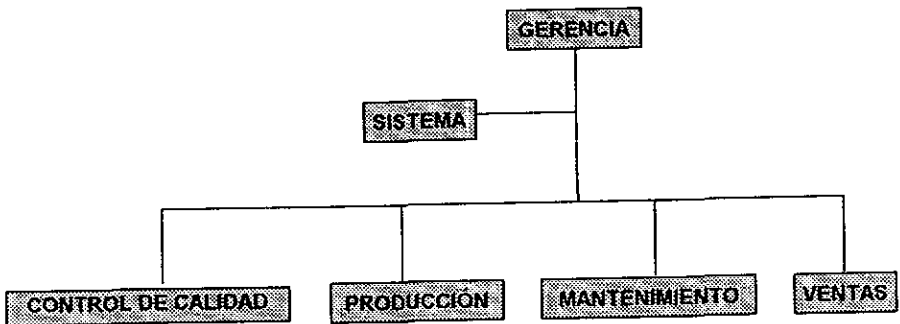 GERENCIA
SISTEMA
CONTROL DE CALIDAD
PRODUCCIÓN
MANTENIMIENTO
VENTAS